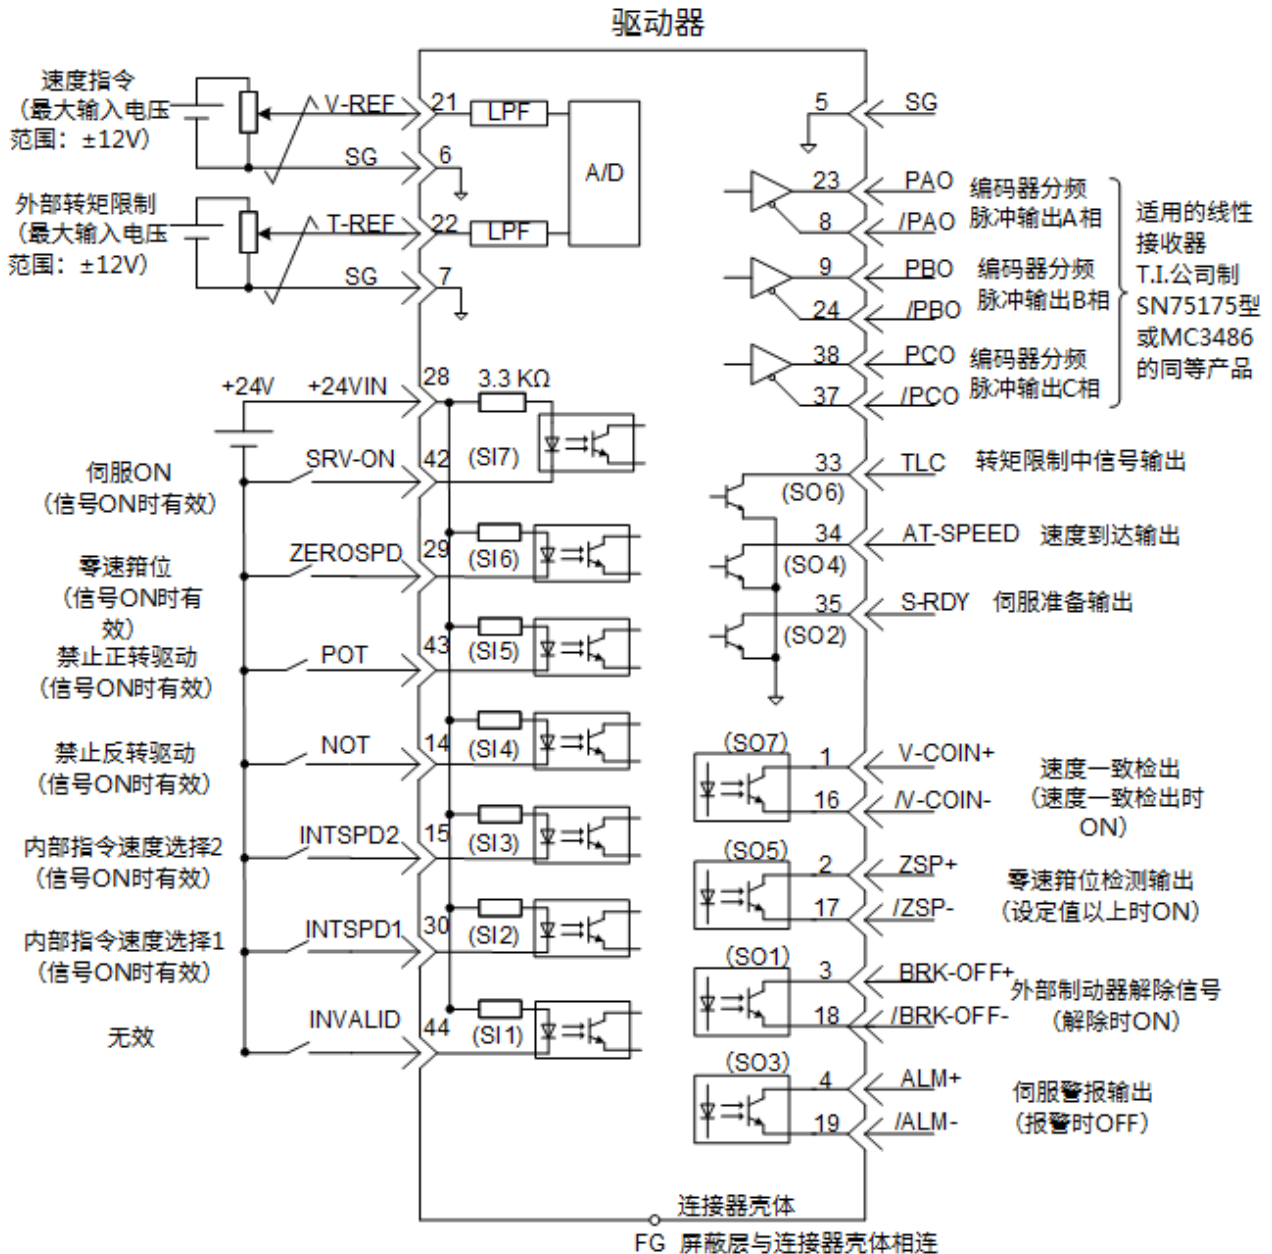 驱动器
速度指令
（最大输入电压
范围：±12V）
V-REF
21
LPF
SG
6
A/D
外部转矩限制
（最大输入电压
范围：±12V）
T-REF
22
LPF
SG
7
5
SG
23
PAO
8
/PAO
编码器分频
脉冲输出A相
9
PBO
24
/PBO
编码器分频
脉冲输出B相
38
PCO
37
/PCO
编码器分频
脉冲输出C相
适用的线性
接收器
T.I.公司制
SN75175型
或MC3486
的同等产品
+24V
+24VIN
28
3.3 KΩ
伺服ON
（信号ON时有效）
SRV-ON
42
(SI7)
零速箝位
（信号ON时有
效）
ZEROSPD
29
(SI6)
禁止正转驱动
（信号ON时有效）
POT
43
(SI5)
禁止反转驱动
（信号ON时有效）
NOT
14
(SI4)
内部指令速度选择2
（信号ON时有效）
INTSPD2
15
(SI3)
内部指令速度选择1
（信号ON时有效）
INTSPD1
30
(SI2)
无效
INVALID
44
(SI1)
33
TLC
转矩限制中信号输出
(SO6)
34
AT-SPEED
速度到达输出
(SO4)
35
S-RDY
伺服准备输出
(SO2)
(SO7)
1
V-COIN+
16
/V-COIN-
速度一致检出
（速度一致检出时
ON）
(SO5)
2
ZSP+
17
/ZSP-
零速箝位检测输出
（设定值以上时ON）
(SO1)
3
BRK-OFF+
18
/BRK-OFF-
外部制动器解除信号
（解除时ON）
(SO3)
4
ALM+
19
/ALM-
伺服警报输出
（报警时OFF）
连接器壳体
FG 屏蔽层与连接器壳体相连